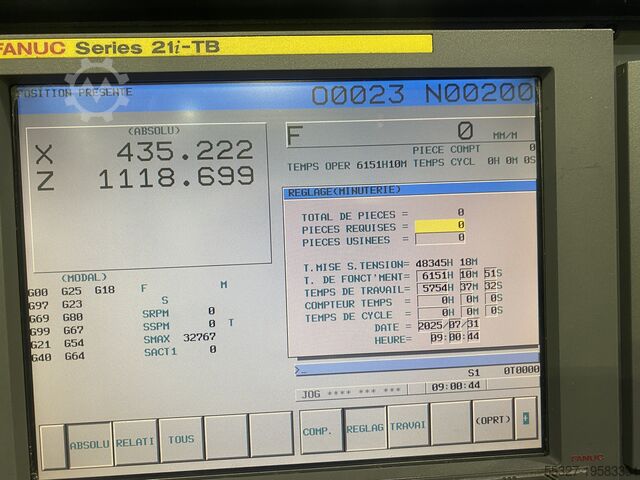 FANUC Series 21i-TB
POSITION PRESENTE O0023 N00200
(ABSOLU)
X 435.222
Z 1118.699
F 0 MM/M
PIECE COMPT 0
TEMPS OPER 6151H10M TEMPS CYCL 0H 0M 0S
REGLAGE(MINUTERIE)
TOTAL DE PIECES = 0
PIECES REQUISES = 0
PIECES USINEES = 0
T.MISE S.TENSION= 48345H 18M
T. DE FONCT'MENT= 6151H 10M 51S
TEMPS DE TRAVAIL= 5754H 37M 32S
COMPTEUR TEMPS = 0H 0M 0S
TEMPS DE CYCLE = 0H 0M 0S
DATE = 2025/07/31
HEURE= 09:00:44
(MODAL)
G00 G25 G18 F M
G97 G23 S
G69 G80 SRPM 0
G99 G67 SSPM 0 T
G21 G54 SMAX 32767
G40 G64 SACT1 0
>_
S1 0T0000
JOG **** *** *** 09:00:44
ABSOLU RELATI TOUS COMP. REGLAG TRAVAI (OPRT) +
FANUC